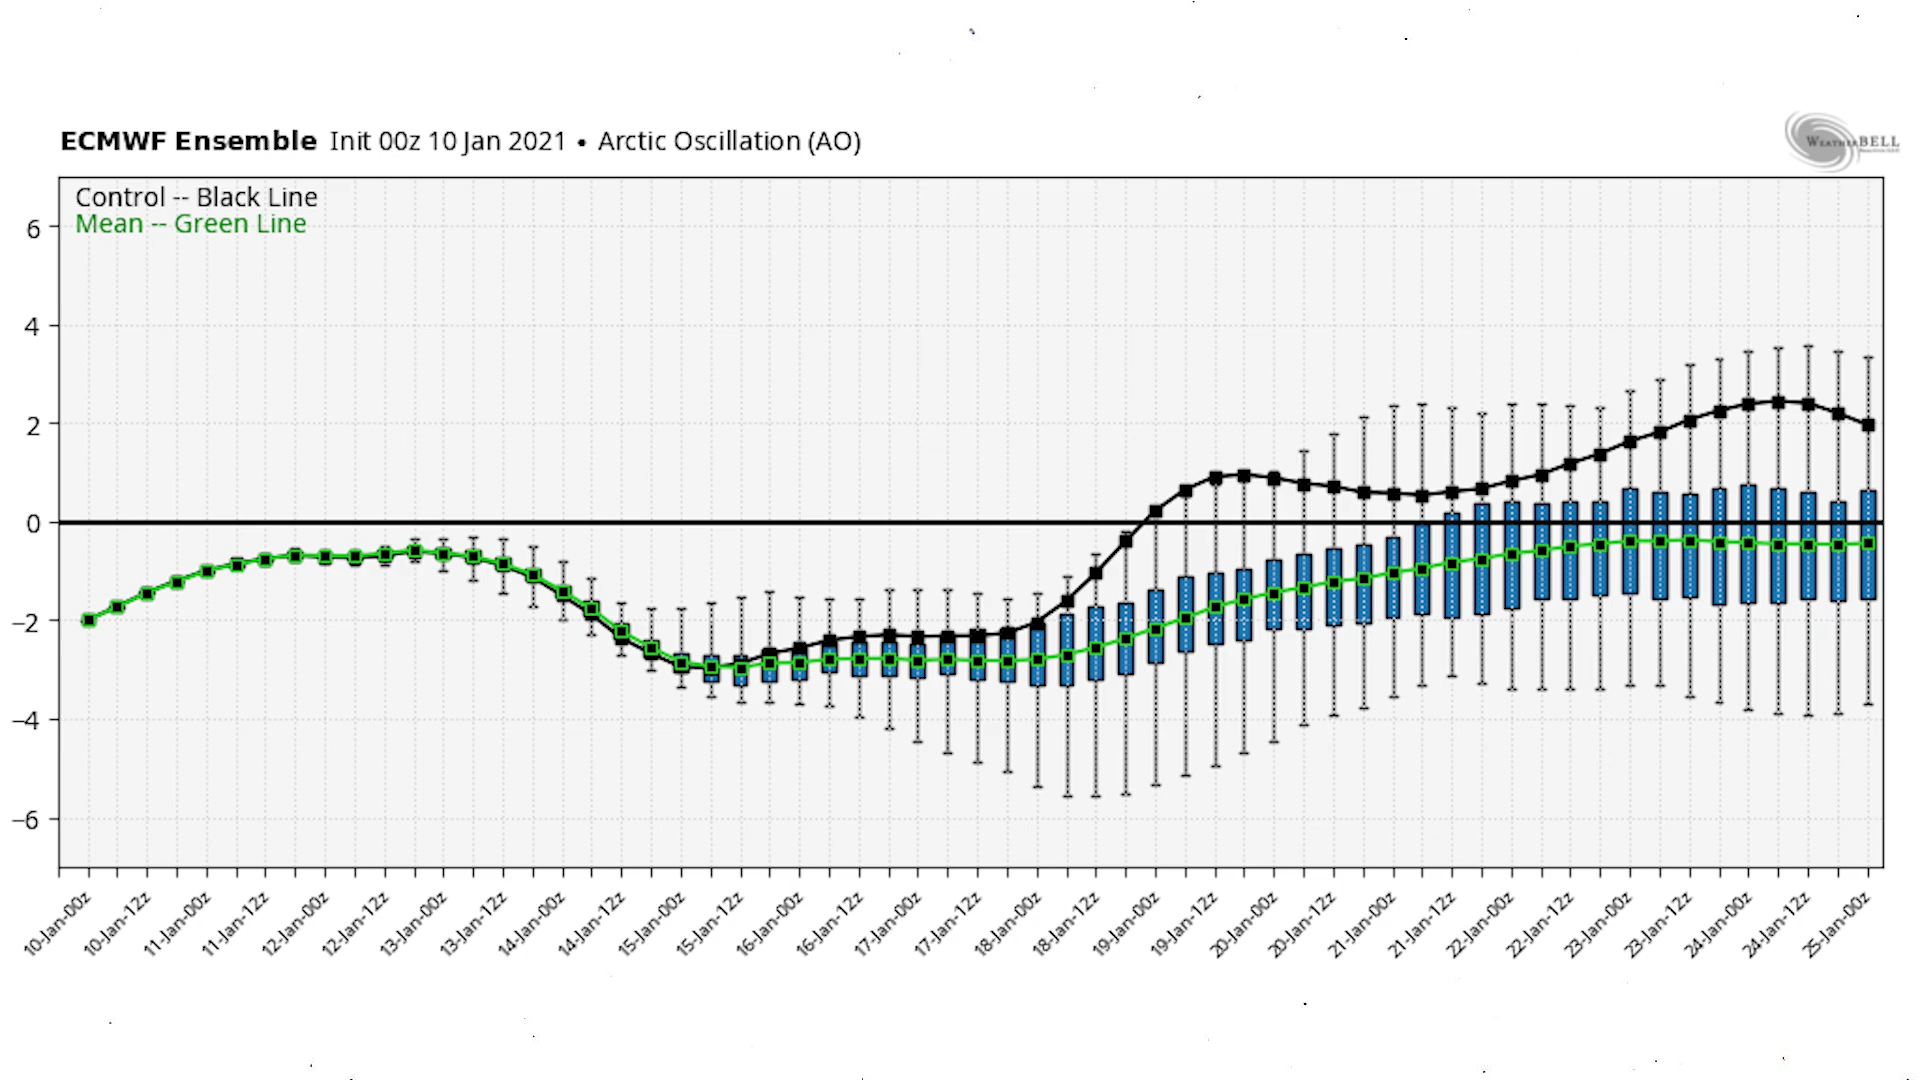 ECMWF Ensemble Init 00z 10 Jan 2021 • Arctic Oscillation (AO)
WEATHERBELL
Control -- Black Line
Mean -- Green Line
6
4
2
0
−2
−4
−6
10-Jan-00z
10-Jan-12z
11-Jan-00z
11-Jan-12z
12-Jan-00z
12-Jan-12z
13-Jan-00z
13-Jan-12z
14-Jan-00z
14-Jan-12z
15-Jan-00z
15-Jan-12z
16-Jan-00z
16-Jan-12z
17-Jan-00z
17-Jan-12z
18-Jan-00z
18-Jan-12z
19-Jan-00z
19-Jan-12z
20-Jan-00z
20-Jan-12z
21-Jan-00z
21-Jan-12z
22-Jan-00z
22-Jan-12z
23-Jan-00z
23-Jan-12z
24-Jan-00z
24-Jan-12z
25-Jan-00z